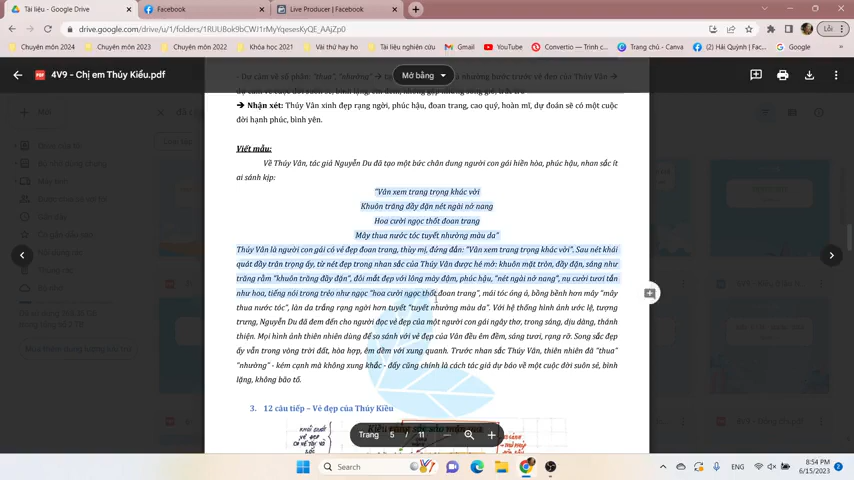 Tài liệu - Google Drive
Facebook
Live Producer | Facebook
drive.google.com/drive/u/1/folders/1RUUBok9bCWJ1rMyYqesesKyQE_AAjZp0
Lỗi
Chuyên môn 2024
Chuyên môn 2023
Chuyên môn 2022
Khóa học 2021
Vải thử hay ho
Tài liệu nghiên cứu
Gmail
YouTube
Convertio — Trình c...
Trang chủ - Canva
(3) Hải Quỳnh | Fac...
Google
PDF
4V9 - Chị em Thúy Kiều.pdf
Mở bằng
➔ Nhận xét: Thúy Vân xinh đẹp rạng ngời, phúc hậu, đoan trang, cao quý, hoàn mĩ, dự đoán sẽ có một cuộc
đời hạnh phúc, bình yên.
Viết mẫu:
Về Thúy Vân, tác giả Nguyễn Du đã tạo một bức chân dung người con gái hiền hòa, phúc hậu, nhan sắc ít
ai sánh kịp:
"Vân xem trang trọng khác vời
Khuôn trăng đầy đặn nét ngài nở nang
Hoa cười ngọc thốt đoan trang
Mây thua nước tóc tuyết nhường màu da"
Thúy Vân là người con gái có vẻ đẹp đoan trang, thùy mị, đứng đắn: "Vân xem trang trọng khác vời". Sau nét khái
quát đầy trân trọng ấy, từ nét đẹp trong nhan sắc của Thúy Vân được hé mở: khuôn mặt tròn, đầy đặn, sáng như
trăng rằm "khuôn trăng đầy đặn", đôi mắt đẹp với lông mày đậm, phúc hậu, "nét ngài nở nang", nụ cười tươi tắn
như hoa, tiếng nói trong trẻo như ngọc "hoa cười ngọc thốt đoan trang", mái tóc óng ả, bồng bềnh hơn mây "mây
thua nước tóc", làn da trắng rạng ngời hơn tuyết "tuyết nhường màu da". Với hệ thống hình ảnh ước lệ, tượng
trưng, Nguyễn Du đã đem đến cho người đọc vẻ đẹp của một người con gái ngây thơ, trong sáng, dịu dàng, thánh
thiện. Mọi hình ảnh thiên nhiên dùng để so sánh với vẻ đẹp của Vân đều êm đềm, sáng tươi, rạng rỡ. Song sắc đẹp
ấy vẫn trong vòng trời đất, hòa hợp, êm đềm với xung quanh. Trước nhan sắc Thúy Vân, thiên nhiên đã "thua"
"nhường" - kém cạnh mà không xung khắc - đấy cũng chính là cách tác giả dự báo về một cuộc đời suôn sẻ, bình
lặng, không bão tố.
3. 12 câu tiếp – Vẻ đẹp của Thúy Kiều
Trang 5 / 11
Search
ENG
8:54 PM
6/15/2023